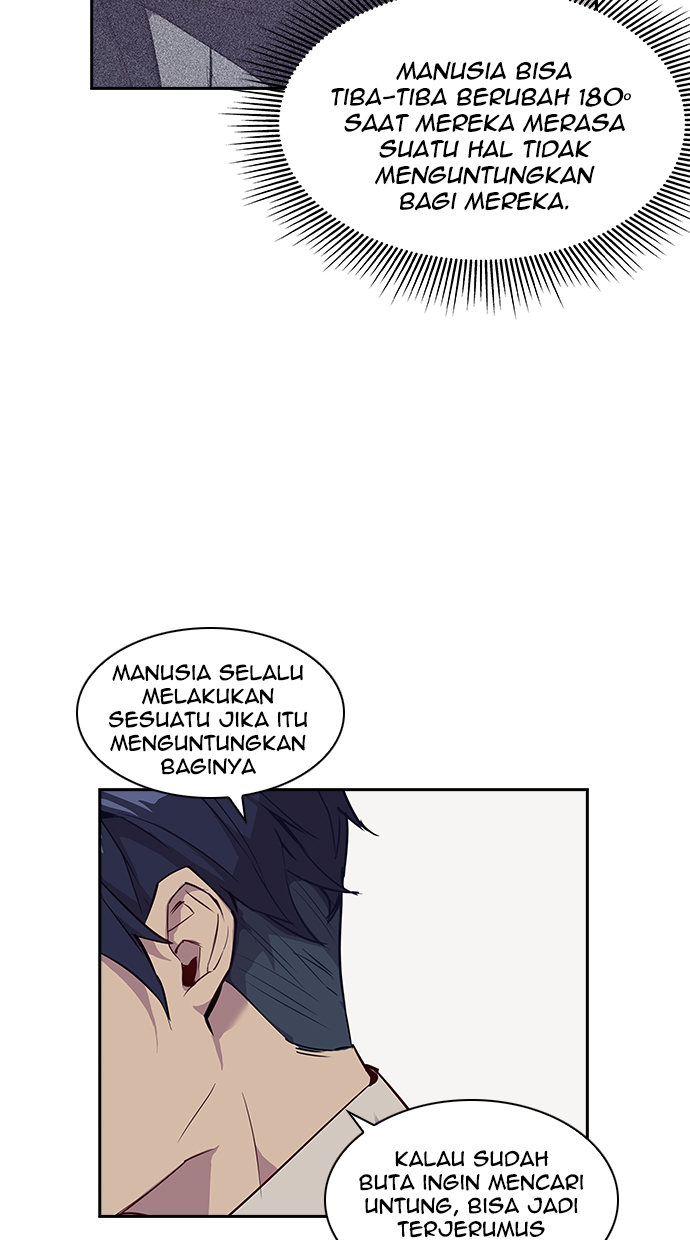 MANUSIA BISA
TIBA-TIBA BERUBAH 180º
SAAT MEREKA MERASA
SUATU HAL TIDAK
MENGUNTUNGKAN
BAGI MEREKA.
MANUSIA SELALU
MELAKUKAN
SESUATU JIKA ITU
MENGUNTUNGKAN
BAGINYA
KALAU SUDAH
BUTA INGIN MENCARI
UNTUNG, BISA JADI
TERJERUMUS